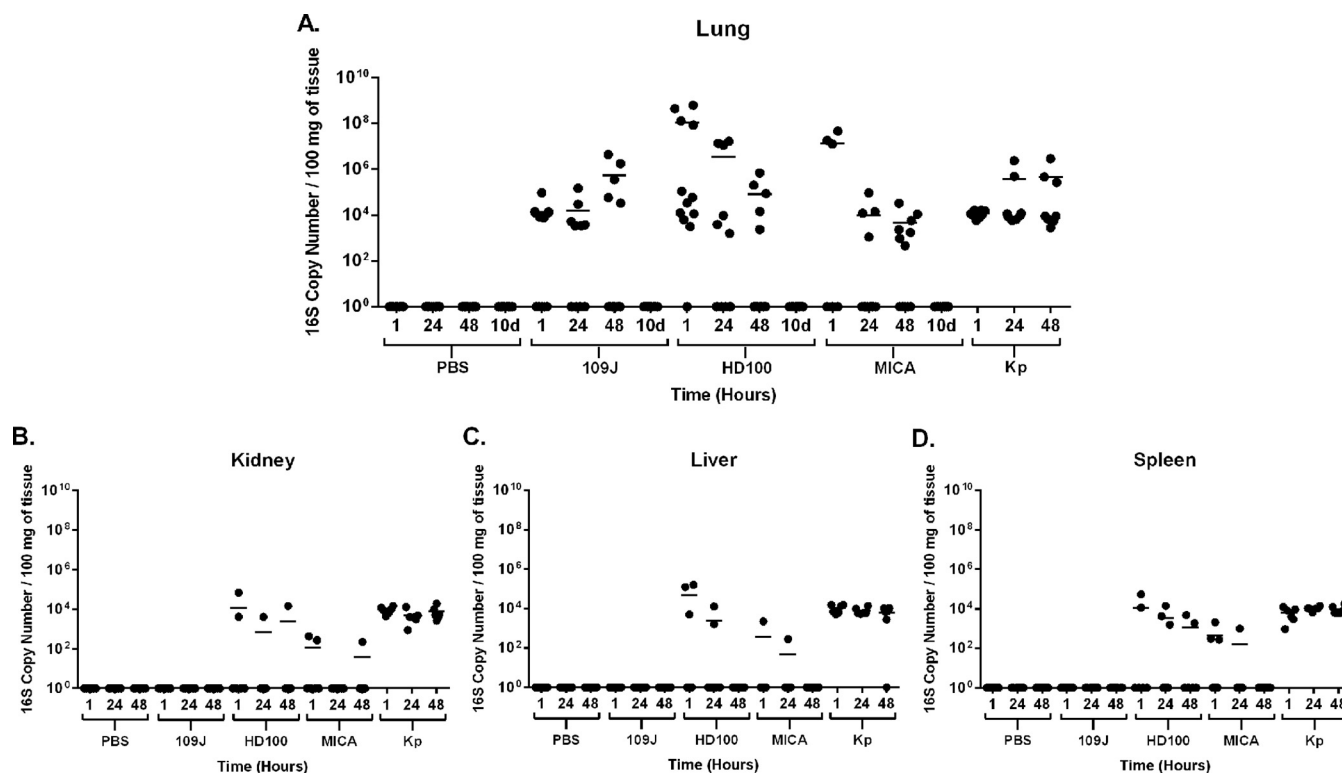 A.
Lung
16S Copy Number / 100 mg of tissue
10^10
10^8
10^6
10^4
10^2
10^0
1 24 48 10d 1 24 48 10d 1 24 48 10d 1 24 48 10d 1 24 48
PBS 109J HD100 MICA Kp
Time (Hours)
B.
Kidney
16S Copy Number / 100 mg of tissue
10^10
10^8
10^6
10^4
10^2
10^0
1 24 48 1 24 48 1 24 48 1 24 48 1 24 48
PBS 109J HD100 MICA Kp
Time (Hours)
C.
Liver
16S Copy Number / 100 mg of tissue
10^10
10^8
10^6
10^4
10^2
10^0
1 24 48 1 24 48 1 24 48 1 24 48 1 24 48
PBS 109J HD100 MICA Kp
Time (Hours)
D.
Spleen
16S Copy Number / 100 mg of tissue
10^10
10^8
10^6
10^4
10^2
10^0
1 24 48 1 24 48 1 24 48 1 24 48 1 24 48
PBS 109J HD100 MICA Kp
Time (Hours)